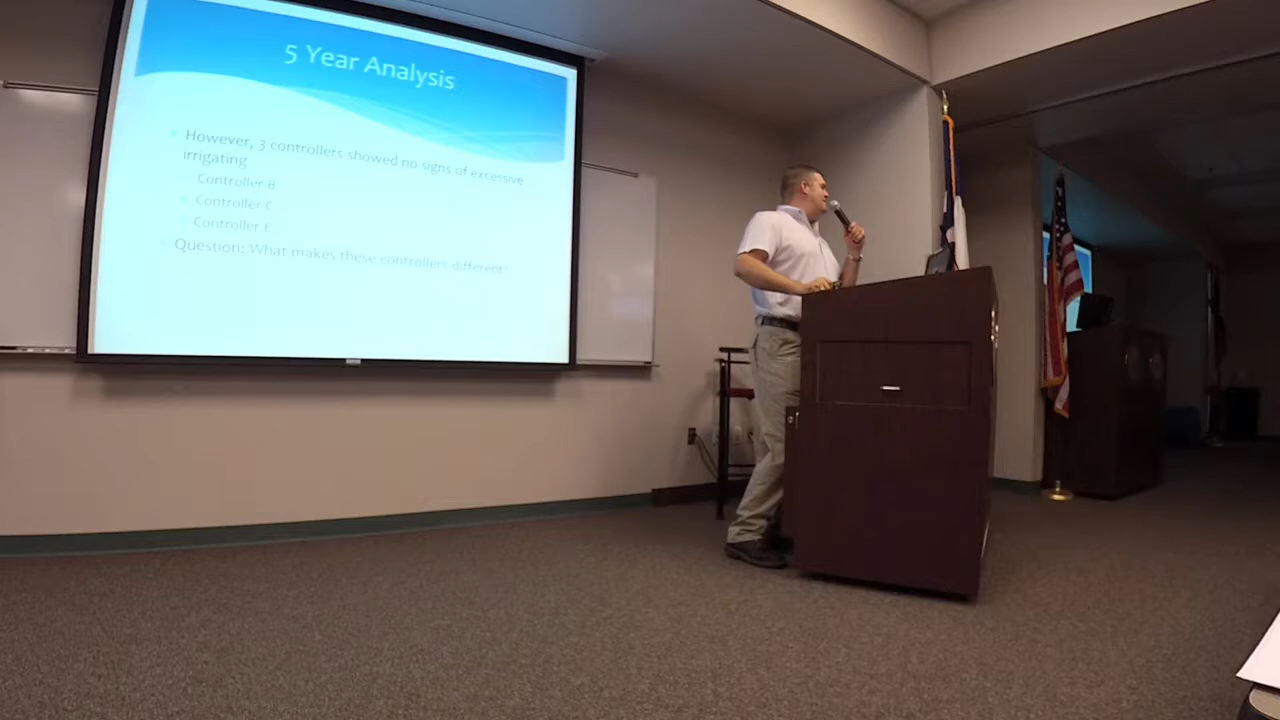 5 Year Analysis
However, 3 controllers showed no signs of excessive
irrigating
Controller B
Controller C
Controller E
Question: What makes these controllers different?